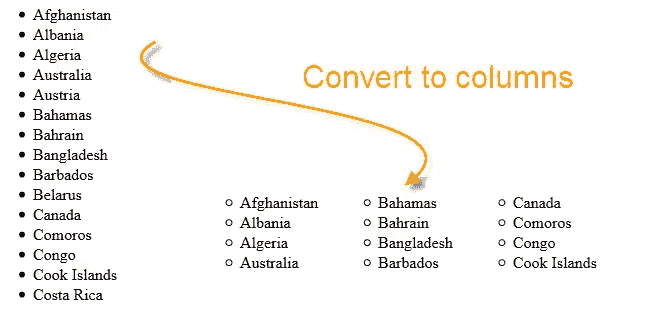 Afghanistan
Albania
Algeria
Australia
Austria
Bahamas
Bahrain
Bangladesh
Barbados
Belarus
Canada
Comoros
Congo
Cook Islands
Costa Rica
Convert to columns
Afghanistan
Albania
Algeria
Australia
Bahamas
Bahrain
Bangladesh
Barbados
Canada
Comoros
Congo
Cook Islands